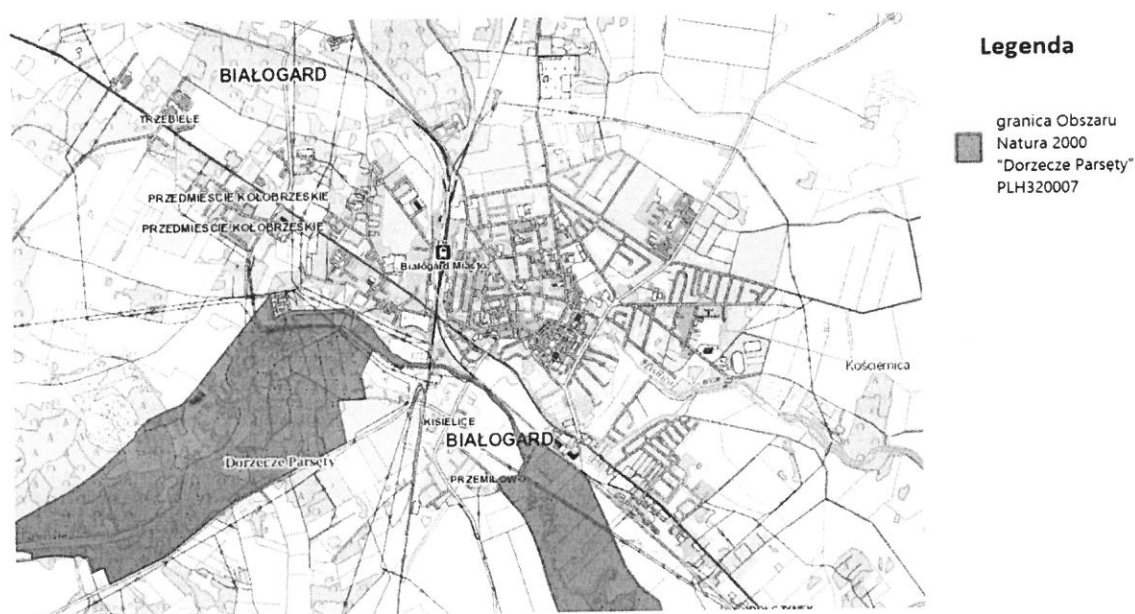 BIAŁOGARD
TRZEBIELE
PRZEDMIEŚCIE KOŁOBRZESKIE
PRZEDMIEŚCIE KOŁOBRZESKIE
Białogard Miasto
Kościernica
KISIELICE
BIAŁOGARD
Dorzecze Parsęty
PRZEMIŁOWO
Legenda
granica Obszaru
Natura 2000
"Dorzecze Parsęty"
PLH320007